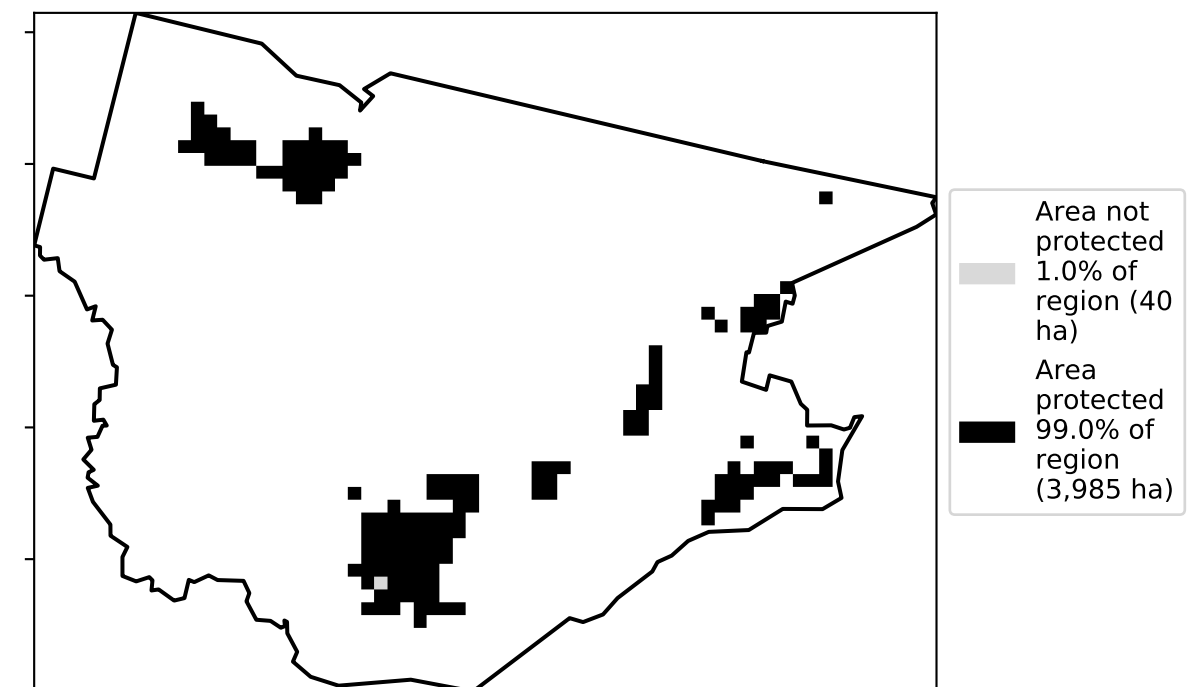 Area not
protected
1.0% of
region (40
ha)
Area
protected
99.0% of
region
(3,985 ha)